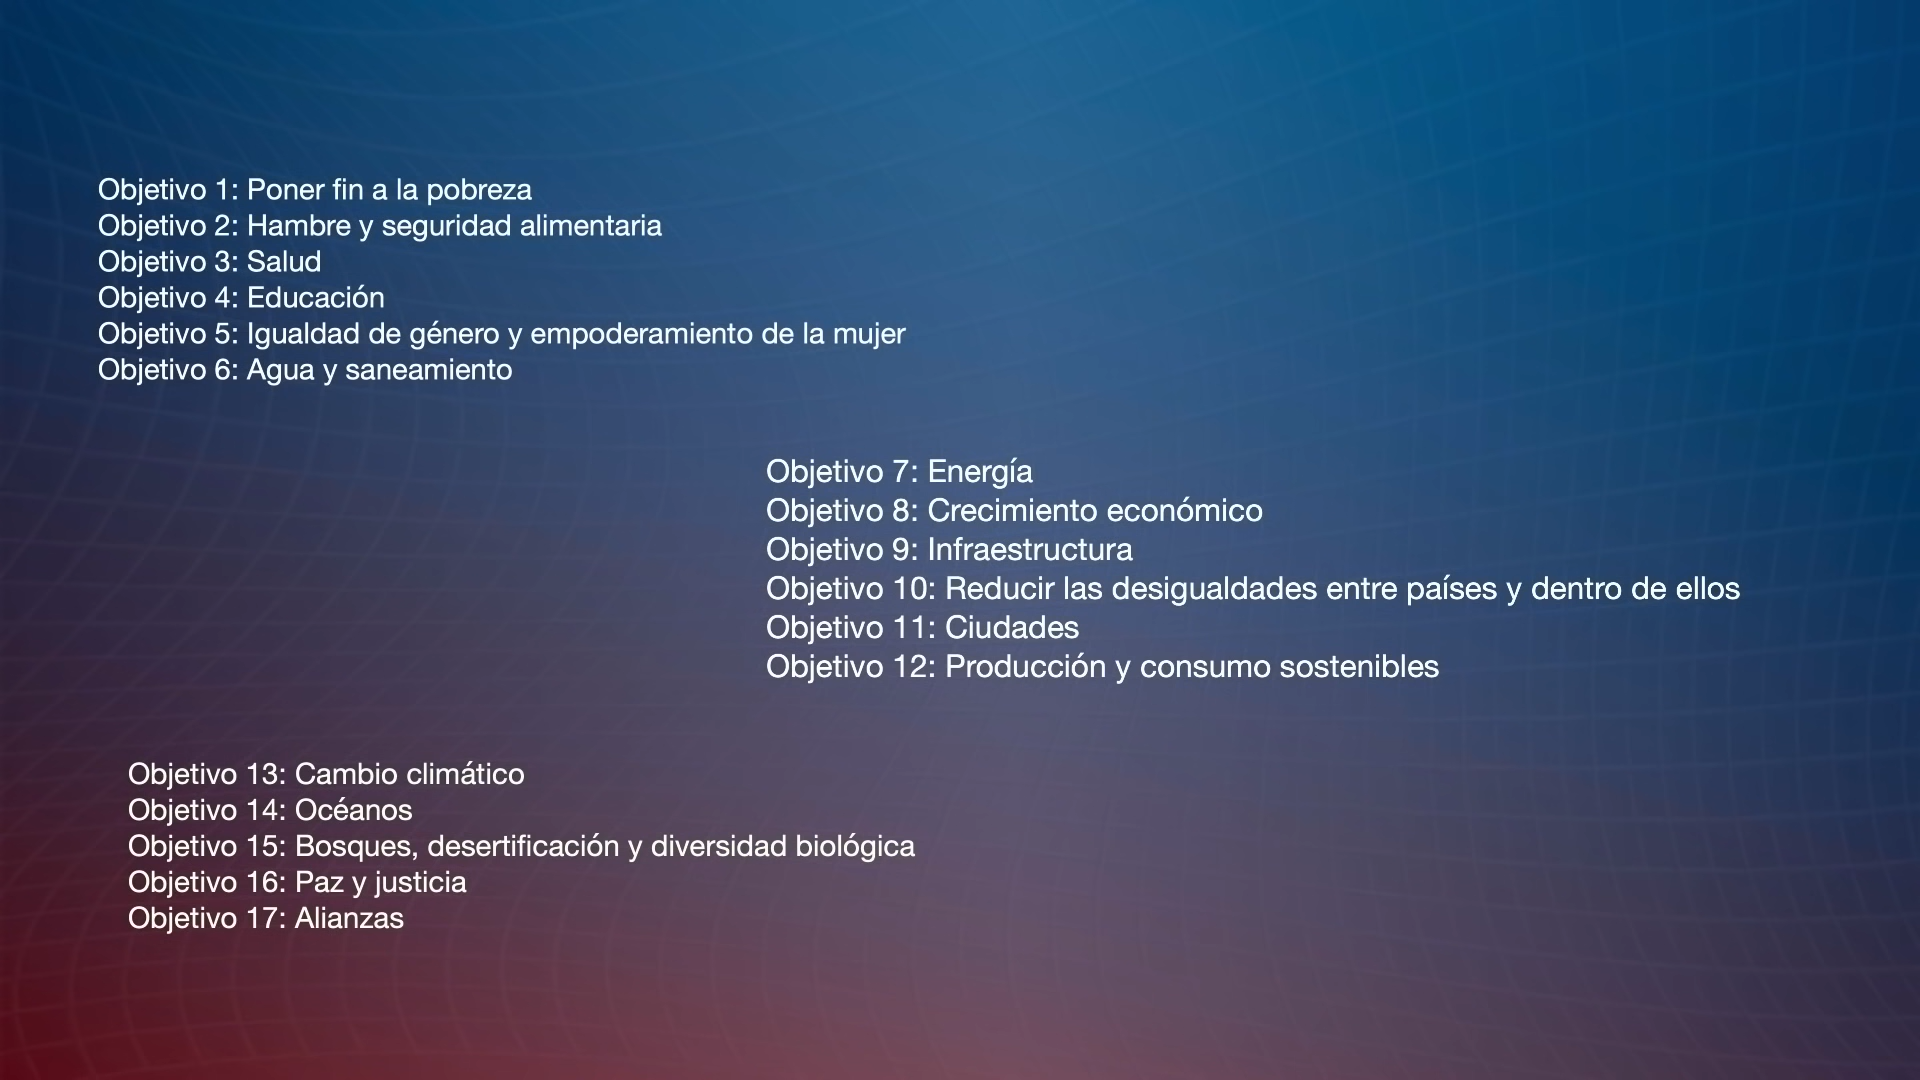 Objetivo 1: Poner fin a la pobreza
Objetivo 2: Hambre y seguridad alimentaria
Objetivo 3: Salud
Objetivo 4: Educación
Objetivo 5: Igualdad de género y empoderamiento de la mujer
Objetivo 6: Agua y saneamiento
Objetivo 7: Energía
Objetivo 8: Crecimiento económico
Objetivo 9: Infraestructura
Objetivo 10: Reducir las desigualdades entre países y dentro de ellos
Objetivo 11: Ciudades
Objetivo 12: Producción y consumo sostenibles
Objetivo 13: Cambio climático
Objetivo 14: Océanos
Objetivo 15: Bosques, desertificación y diversidad biológica
Objetivo 16: Paz y justicia
Objetivo 17: Alianzas